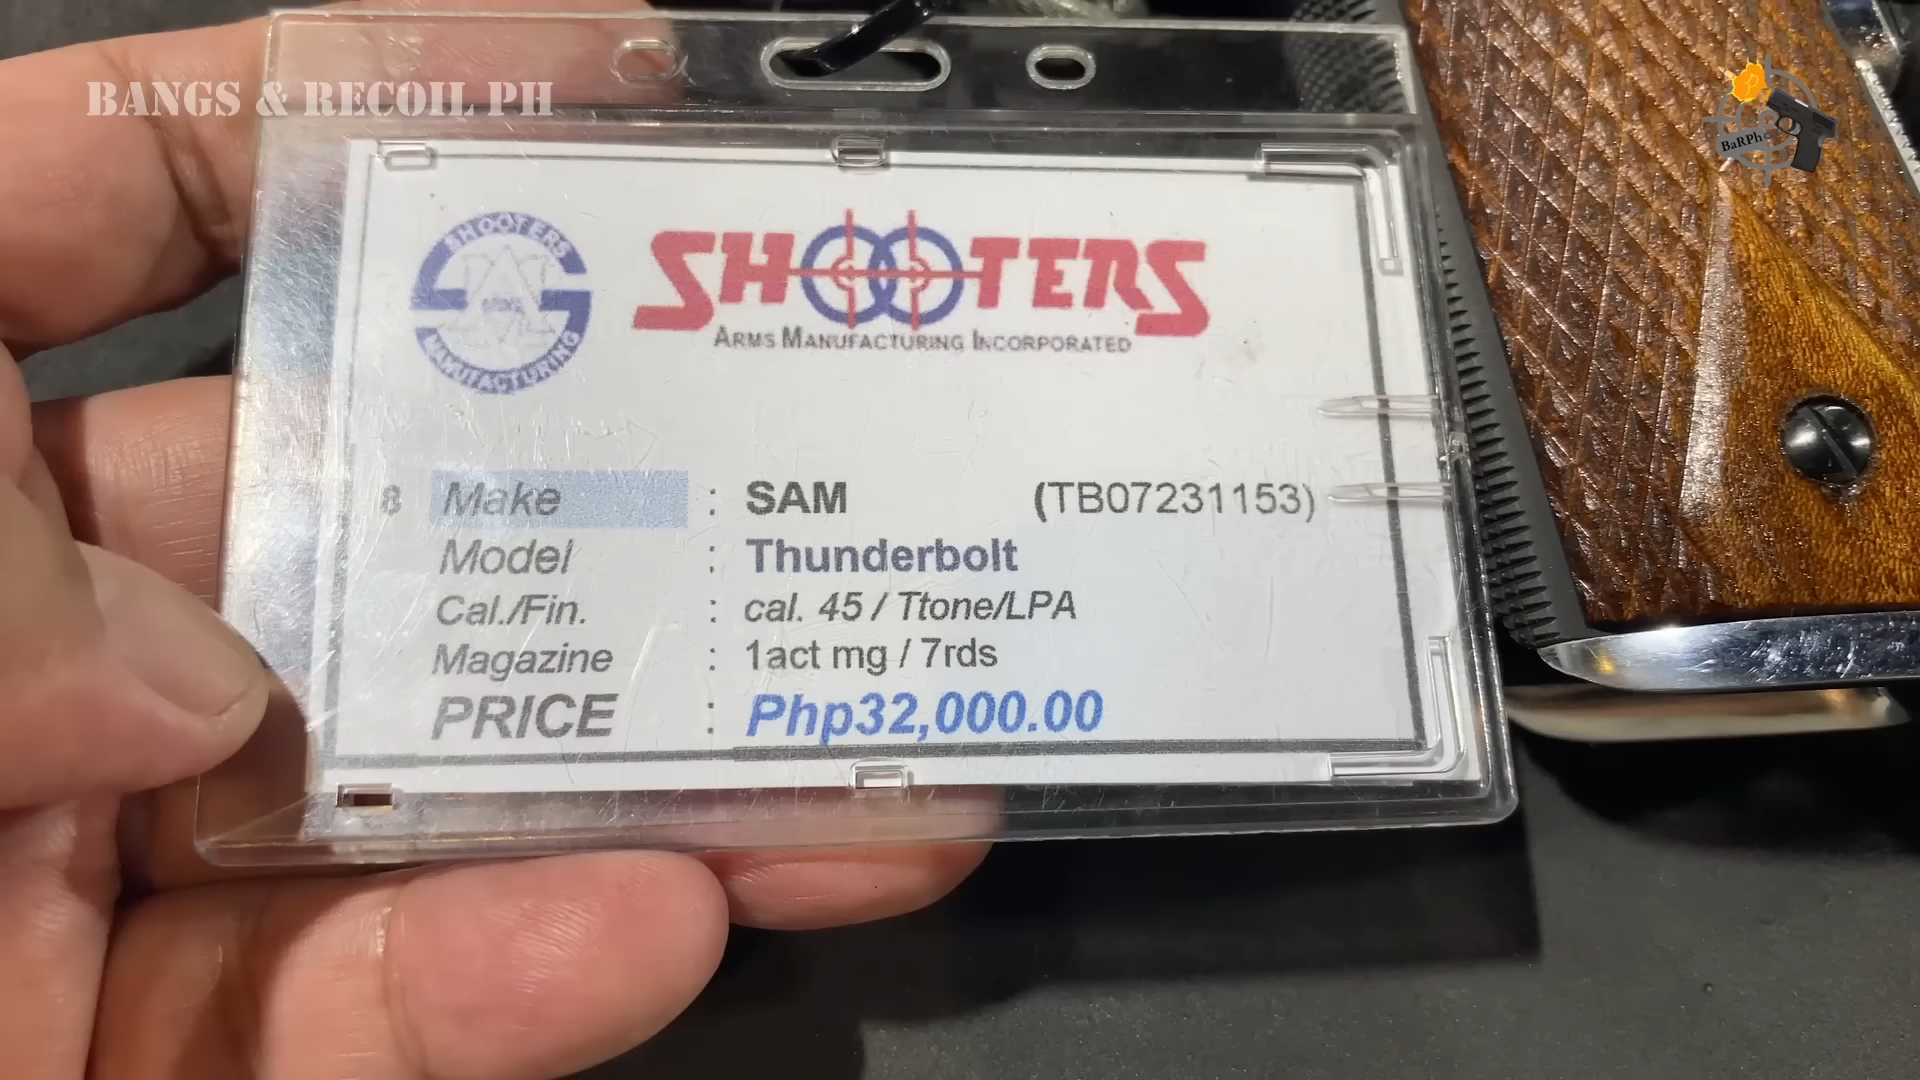 BANGS & RECOIL PH
BaRPh
SHOOTERS
ARMS
MANUFACTURING
SHOOTERS
ARMS MANUFACTURING INCORPORATED
8 Make : SAM (TB07231153)
Model : Thunderbolt
Cal./Fin. : cal. 45 / Ttone/LPA
Magazine : 1act mg / 7rds
PRICE : Php32,000.00